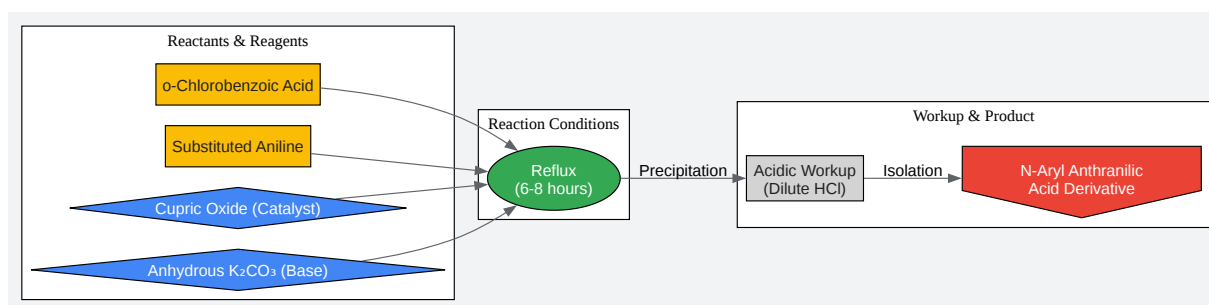 Reactants & Reagents
o-Chlorobenzoic Acid
Substituted Aniline
Cupric Oxide (Catalyst)
Anhydrous K₂CO₃ (Base)
Reaction Conditions
Reflux
(6-8 hours)
Precipitation
Workup & Product
Acidic Workup
(Dilute HCl)
Isolation
N-Aryl Anthranilic
Acid Derivative